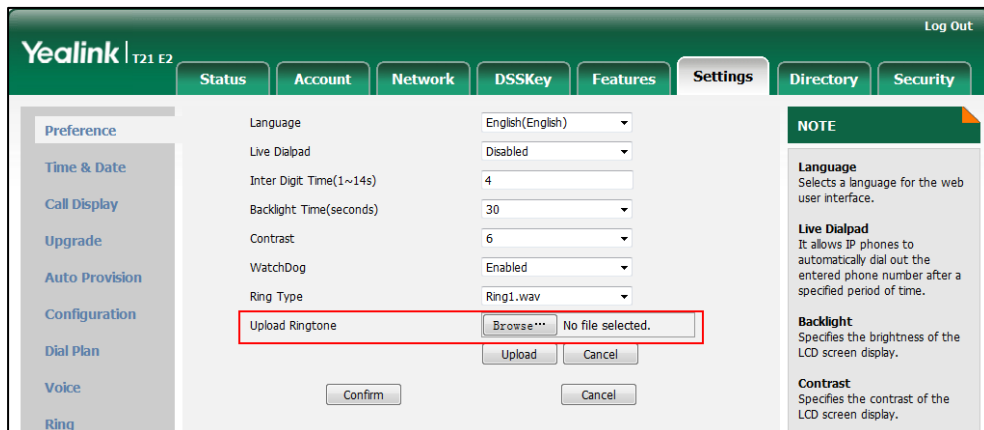 Log Out
Yealink | T21 E2
Status Account Network DSSKey Features Settings Directory Security
Preference
Time & Date
Call Display
Upgrade
Auto Provision
Configuration
Dial Plan
Voice
Ring
Language English(English)
Live Dialpad Disabled
Inter Digit Time(1~14s) 4
Backlight Time(seconds) 30
Contrast 6
WatchDog Enabled
Ring Type Ring1.wav
Upload Ringtone Browse··· No file selected.
Upload Cancel
Confirm Cancel
NOTE
Language
Selects a language for the web
user interface.
Live Dialpad
It allows IP phones to
automatically dial out the
entered phone number after a
specified period of time.
Backlight
Specifies the brightness of the
LCD screen display.
Contrast
Specifies the contrast of the
LCD screen display.